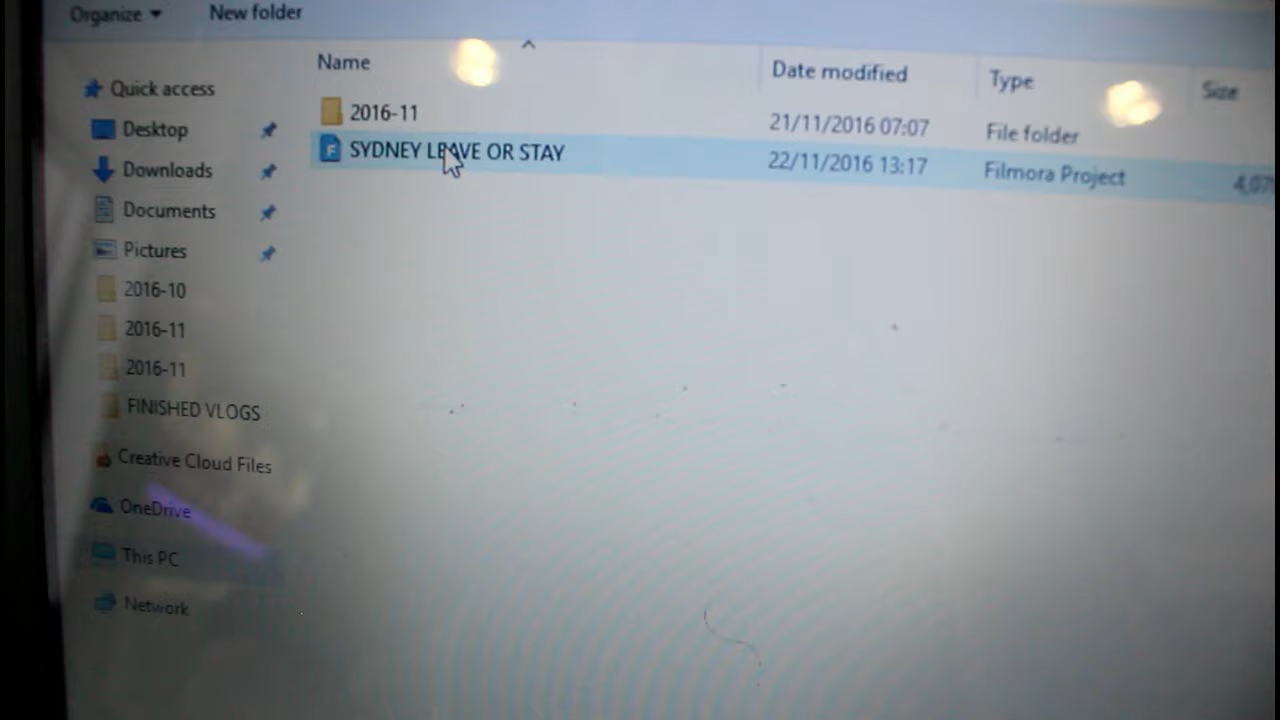 Organize New folder
Name Date modified Type Size
Quick access
Desktop
Downloads
Documents
Pictures
2016-10
2016-11
2016-11
FINISHED VLOGS
Creative Cloud Files
OneDrive
This PC
Network
2016-11 21/11/2016 07:07 File folder
SYDNEY LEAVE OR STAY 22/11/2016 13:17 Filmora Project